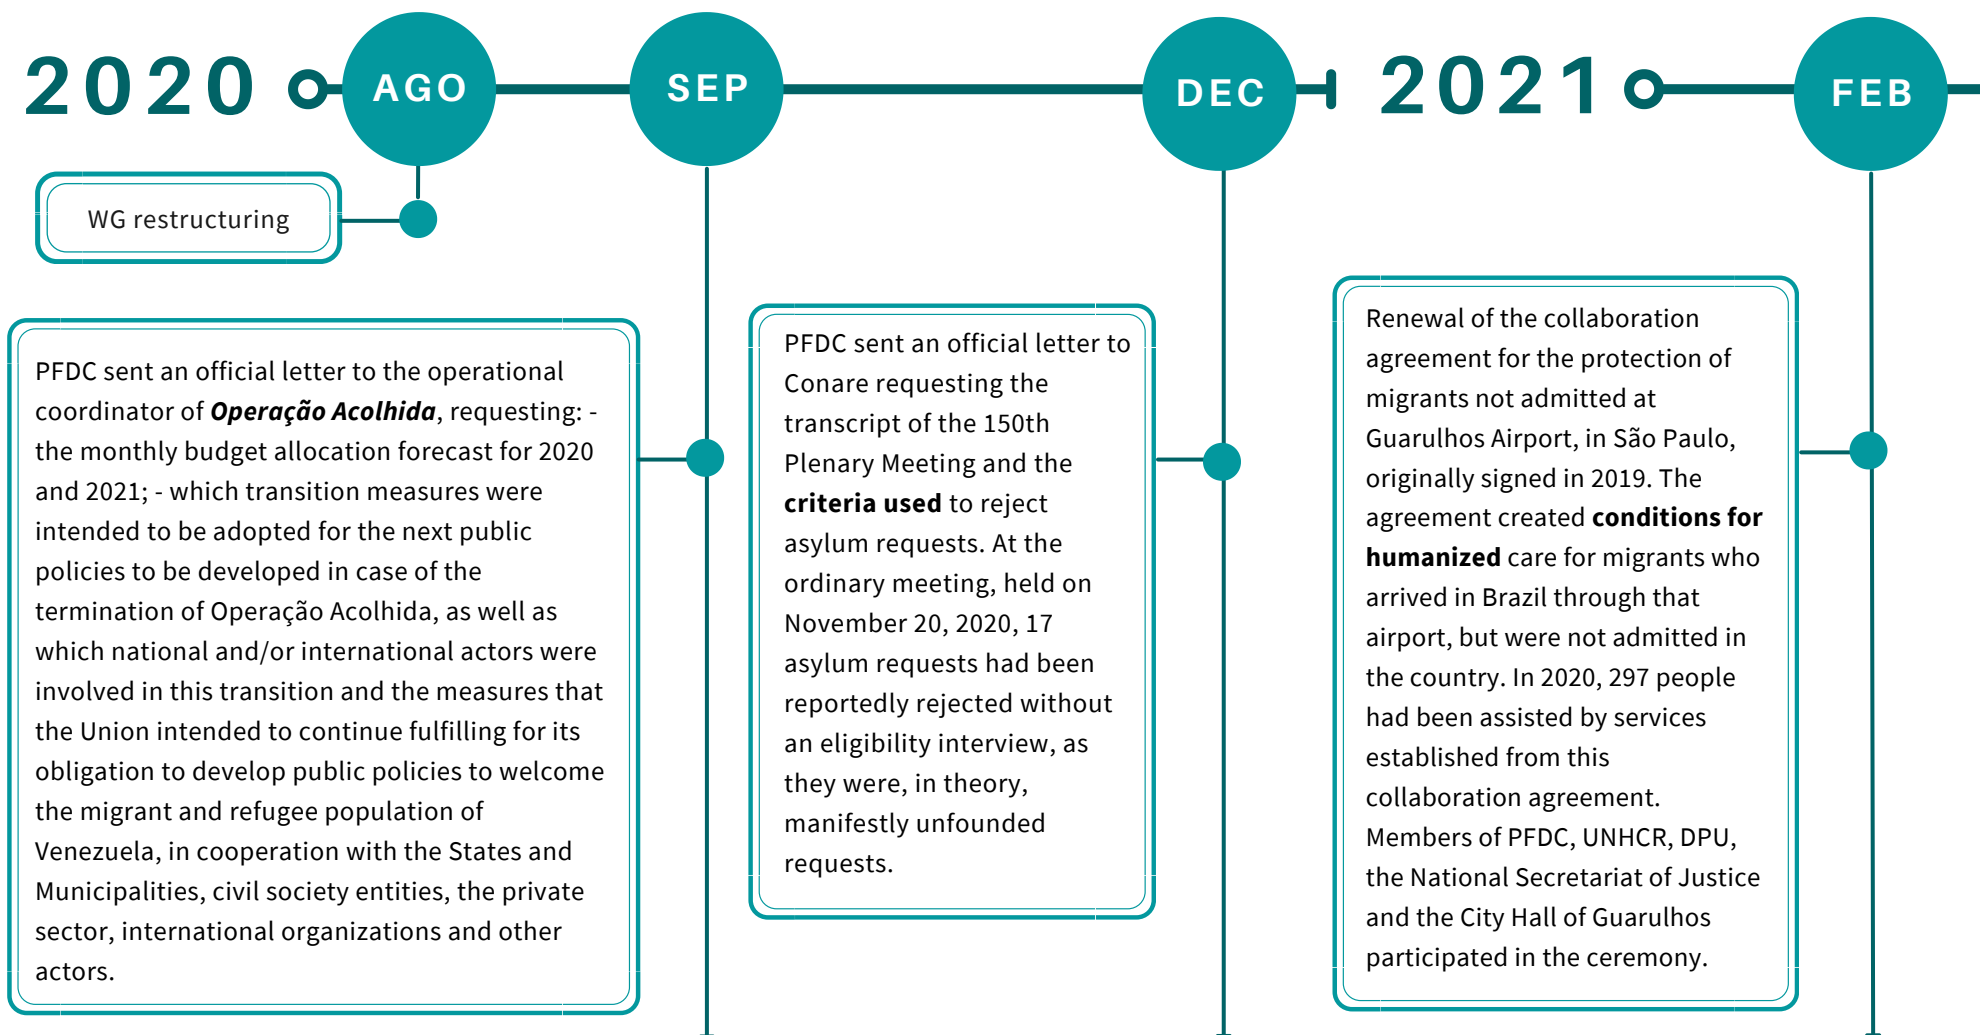 2020
AGO
SEP
DEC
2021
FEB
WG restructuring
PFDC sent an official letter to the operational
coordinator of Operação Acolhida, requesting: -
the monthly budget allocation forecast for 2020
and 2021; - which transition measures were
intended to be adopted for the next public
policies to be developed in case of the
termination of Operação Acolhida, as well as
which national and/or international actors were
involved in this transition and the measures that
the Union intended to continue fulfilling for its
obligation to develop public policies to welcome
the migrant and refugee population of
Venezuela, in cooperation with the States and
Municipalities, civil society entities, the private
sector, international organizations and other
actors.
PFDC sent an official letter to
Conare requesting the
transcript of the 150th
Plenary Meeting and the
criteria used to reject
asylum requests. At the
ordinary meeting, held on
November 20, 2020, 17
asylum requests had been
reportedly rejected without
an eligibility interview, as
they were, in theory,
manifestly unfounded
requests.
Renewal of the collaboration
agreement for the protection of
migrants not admitted at
Guarulhos Airport, in São Paulo,
originally signed in 2019. The
agreement created conditions for
humanized care for migrants who
arrived in Brazil through that
airport, but were not admitted in
the country. In 2020, 297 people
had been assisted by services
established from this
collaboration agreement.
Members of PFDC, UNHCR, DPU,
the National Secretariat of Justice
and the City Hall of Guarulhos
participated in the ceremony.